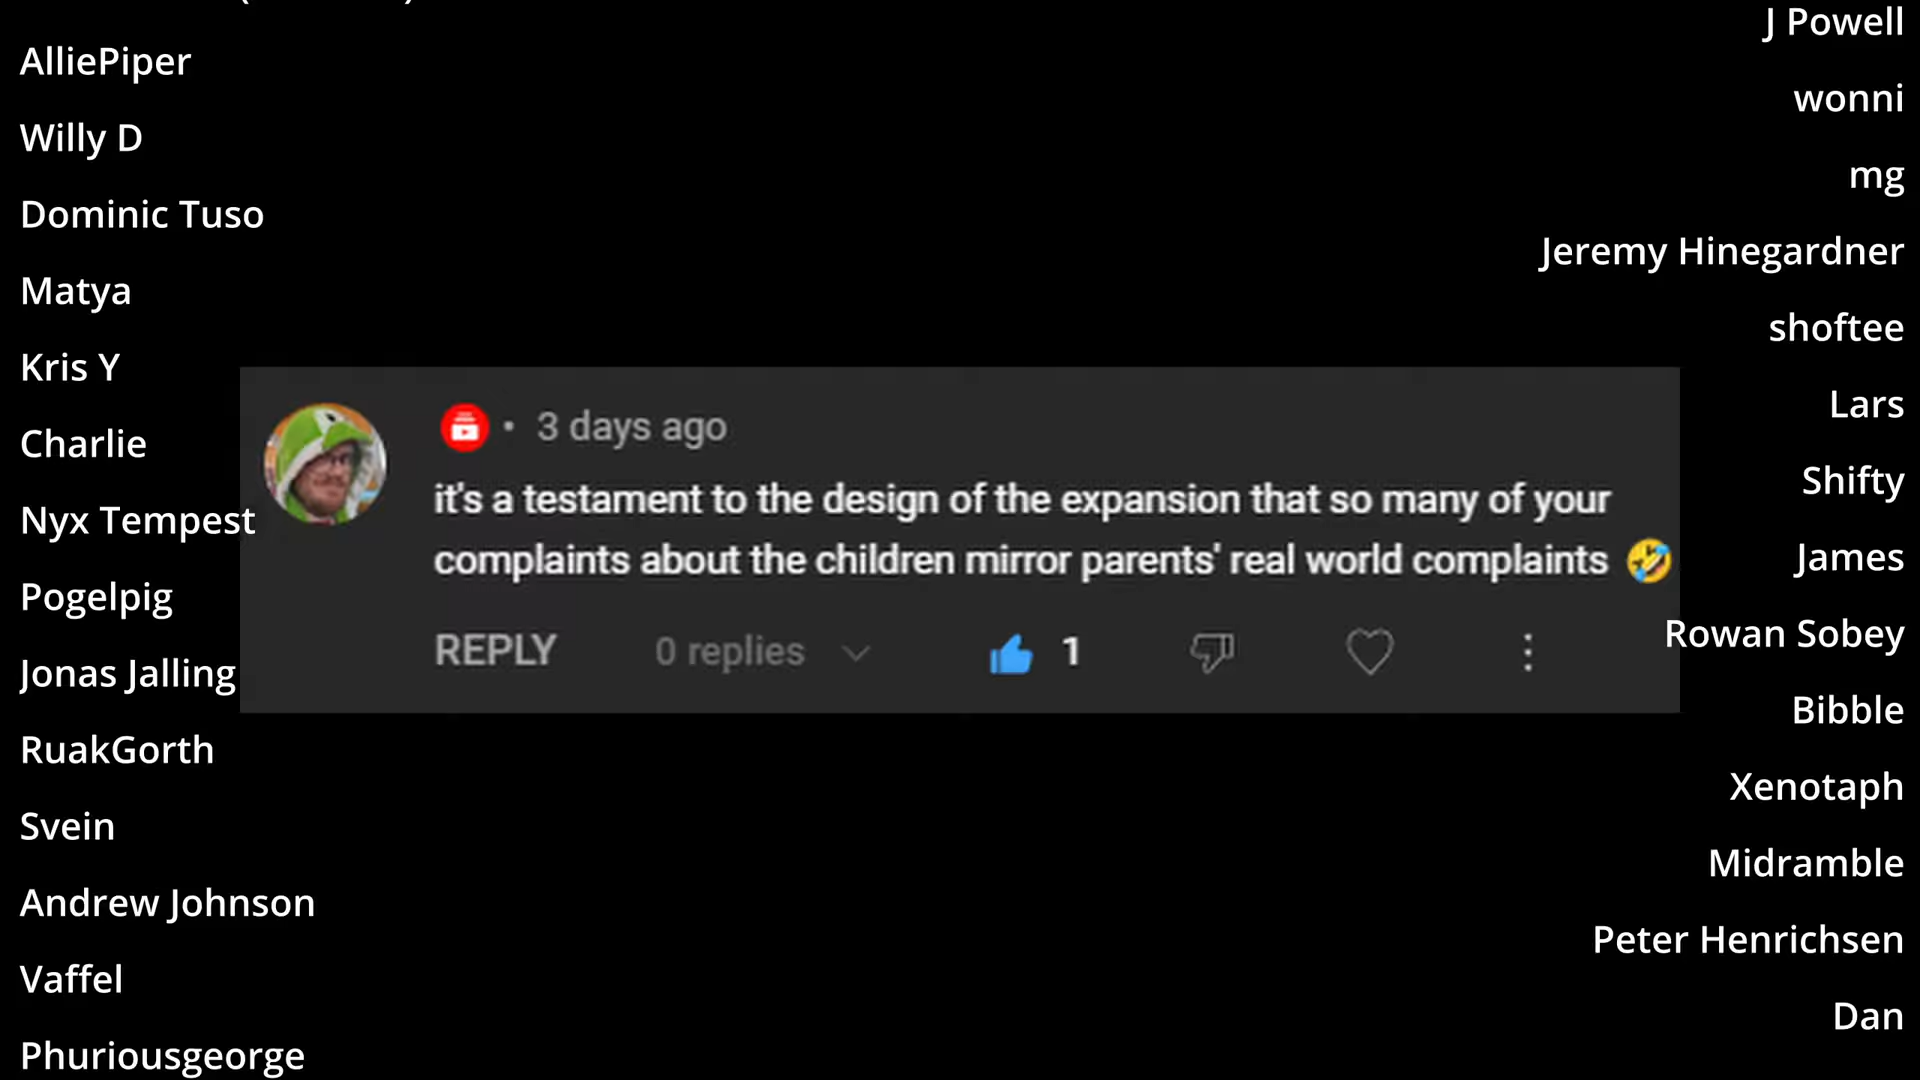 AlliePiper
Willy D
Dominic Tuso
Matya
Kris Y
Charlie
Nyx Tempest
Pogelpig
Jonas Jalling
RuakGorth
Svein
Andrew Johnson
Vaffel
Phuriousgeorge
• 3 days ago
it's a testament to the design of the expansion that so many of your
complaints about the children mirror parents' real world complaints 🤣
REPLY 0 replies 1
J Powell
wonni
mg
Jeremy Hinegardner
shoftee
Lars
Shifty
James
Rowan Sobey
Bibble
Xenotaph
Midramble
Peter Henrichsen
Dan